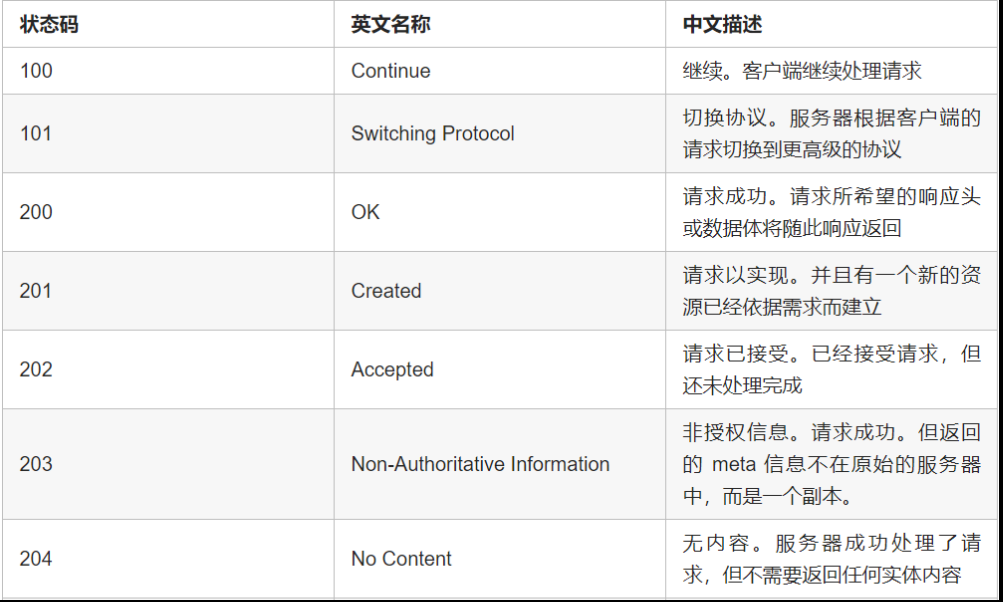 状态码 英文名称 中文描述
100 Continue 继续。客户端继续处理请求
101 Switching Protocol 切换协议。服务器根据客户端的
请求切换到更高级的协议
200 OK 请求成功。请求所希望的响应头
或数据体将随此响应返回
201 Created 请求以实现。并且有一个新的资
源已经依据需求而建立
202 Accepted 请求已接受。已经接受请求，但
还未处理完成
203 Non-Authoritative Information 非授权信息。请求成功。但返回
的 meta 信息不在原始的服务器
中，而是一个副本。
204 No Content 无内容。服务器成功处理了请
求，但不需要返回任何实体内容